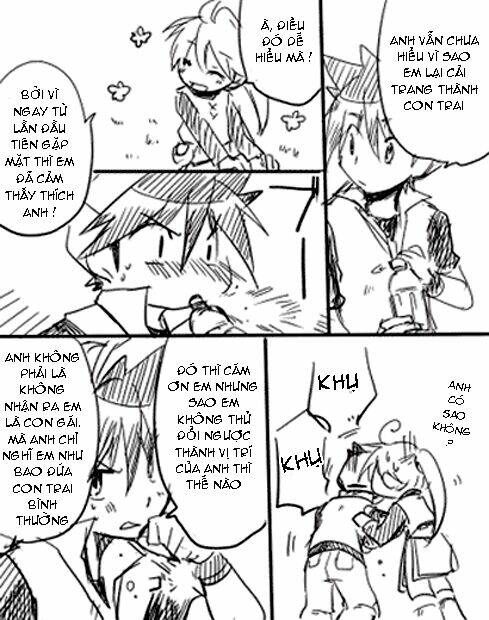 ANH VẪN CHƯA
HIỂU VÌ SAO
EM LẠI CẢI
TRANG THÀNH
CON TRAI
À, ĐIỀU
ĐÓ DỄ
HIỂU MÀ !
BỞI VÌ
NGAY TỪ
LẦN ĐẦU
TIÊN GẶP
MẶT THÌ EM
ĐÃ CẢM
THẤY THÍCH
ANH !
ANH
CÓ
SAO
KHÔNG
?
KHỤ
KHỤ
ĐÓ THÌ CẢM
ƠN EM NHƯNG
SAO EM
KHÔNG THỬ
ĐỔI NGƯỢC
THÀNH VỊ TRÍ
CỦA ANH THÌ
THẾ NÀO
ANH KHÔNG
PHẢI LÀ
KHÔNG
NHẬN RA EM
LÀ CON GÁI.
MÀ ANH CHỈ
NGHĨ EM NHƯ
BAO ĐỨA
CON TRAI
BÌNH
THƯỜNG